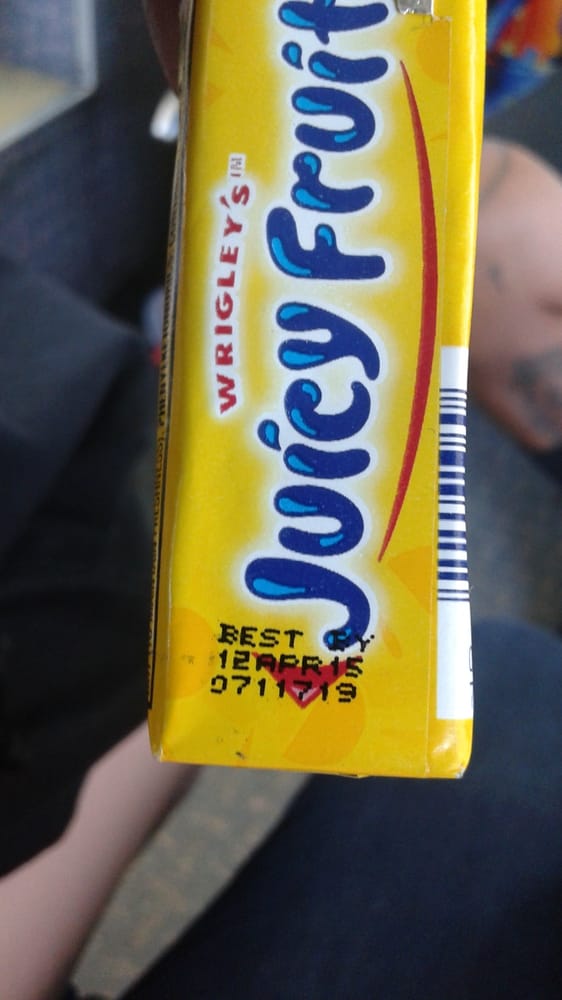 WRIGLEY'S™
Juicy Fruit
BEST BY
12APR15
0711719